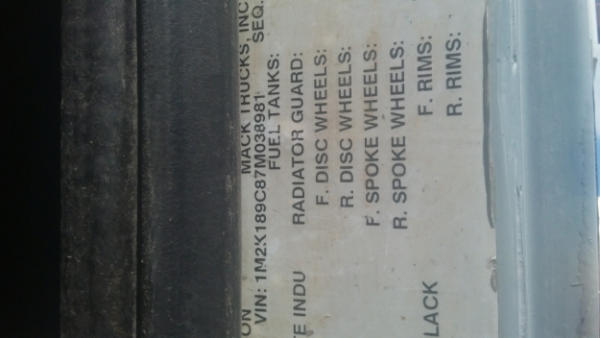 ON MACK TRUCKS, INC
VIN: 1M2K189C87M038981 SEQ.
FUEL TANKS:
TE INDU RADIATOR GUARD:
F. DISC WHEELS:
R. DISC WHEELS:
F. SPOKE WHEELS:
R. SPOKE WHEELS:
LACK F. RIMS:
R. RIMS: